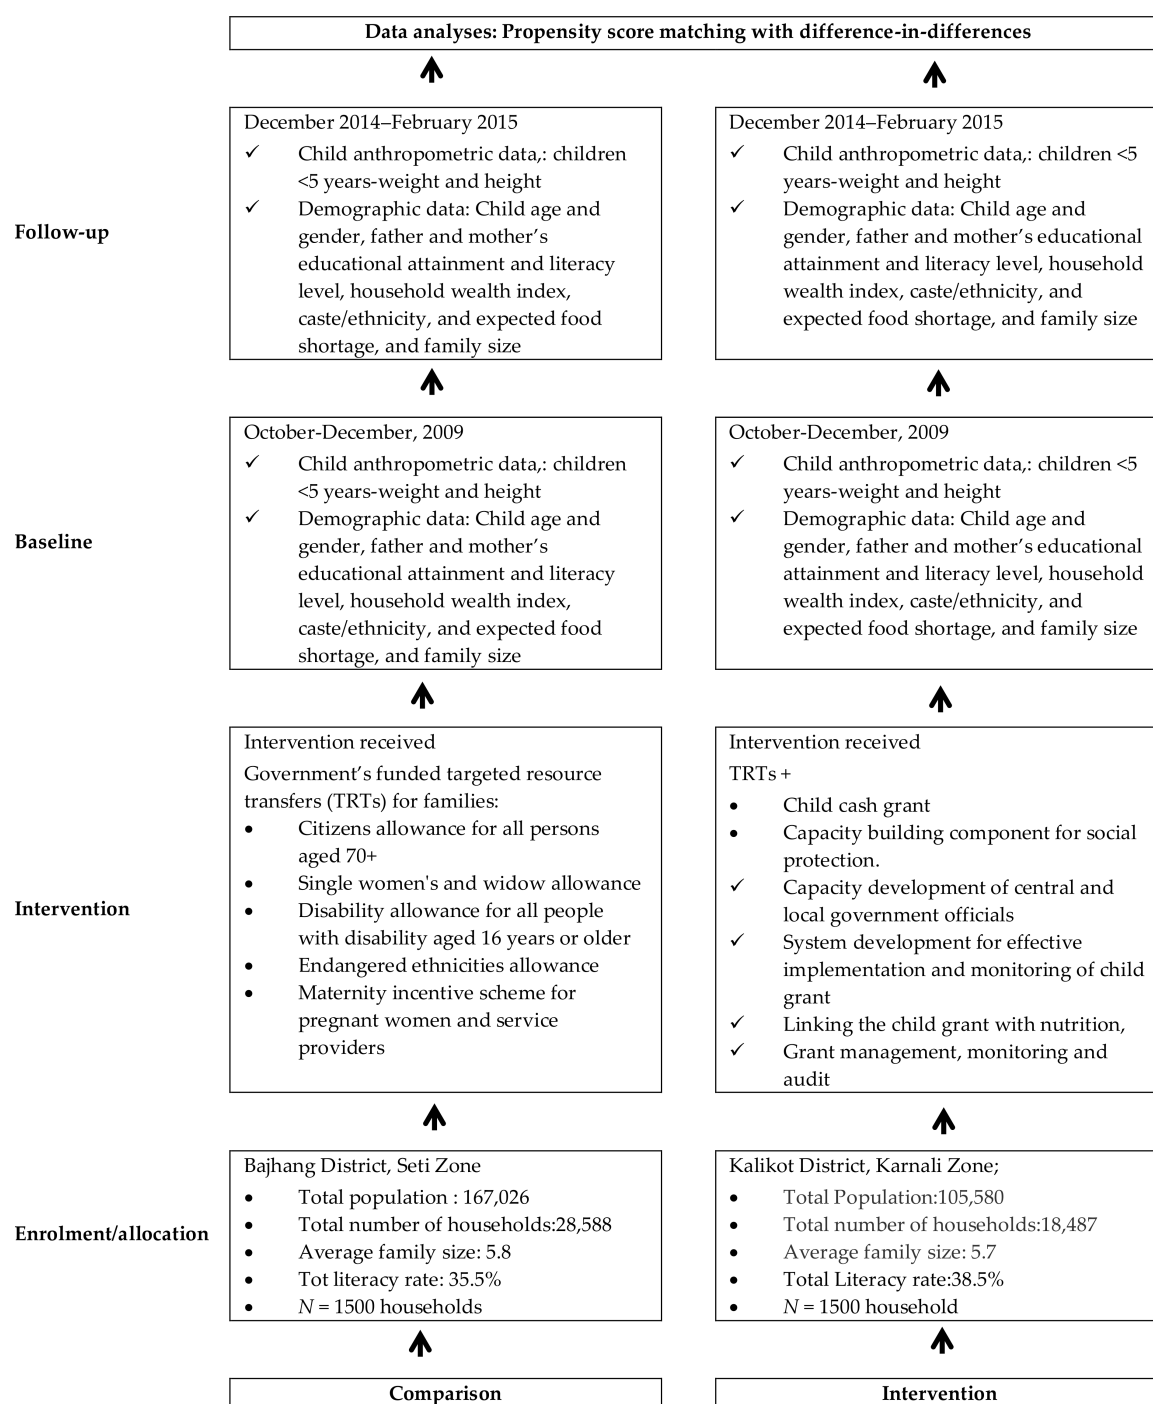 Data analyses: Propensity score matching with difference-in-differences
Follow-up
December 2014–February 2015
✓ Child anthropometric data,: children
<5 years-weight and height
✓ Demographic data: Child age and
gender, father and mother’s
educational attainment and literacy
level, household wealth index,
caste/ethnicity, and expected food
shortage, and family size
December 2014–February 2015
✓ Child anthropometric data,: children <5
years-weight and height
✓ Demographic data: Child age and
gender, father and mother’s educational
attainment and literacy level, household
wealth index, caste/ethnicity, and
expected food shortage, and family size
Baseline
October-December, 2009
✓ Child anthropometric data,: children
<5 years-weight and height
✓ Demographic data: Child age and
gender, father and mother’s
educational attainment and literacy
level, household wealth index,
caste/ethnicity, and expected food
shortage, and family size
October-December, 2009
✓ Child anthropometric data,: children <5
years-weight and height
✓ Demographic data: Child age and
gender, father and mother’s educational
attainment and literacy level, household
wealth index, caste/ethnicity, and
expected food shortage, and family size
Intervention
Intervention received
Government’s funded targeted resource
transfers (TRTs) for families:
• Citizens allowance for all persons
aged 70+
• Single women's and widow allowance
• Disability allowance for all people
with disability aged 16 years or older
• Endangered ethnicities allowance
• Maternity incentive scheme for
pregnant women and service
providers
Intervention received
TRTs +
• Child cash grant
• Capacity building component for social
protection.
✓ Capacity development of central and
local government officials
✓ System development for effective
implementation and monitoring of child
grant
✓ Linking the child grant with nutrition,
✓ Grant management, monitoring and
audit
Enrolment/allocation
Bajhang District, Seti Zone
• Total population : 167,026
• Total number of households:28,588
• Average family size: 5.8
• Tot literacy rate: 35.5%
• N = 1500 households
Kalikot District, Karnali Zone;
• Total Population:105,580
• Total number of households:18,487
• Average family size: 5.7
• Total Literacy rate:38.5%
• N = 1500 household
Comparison
Intervention